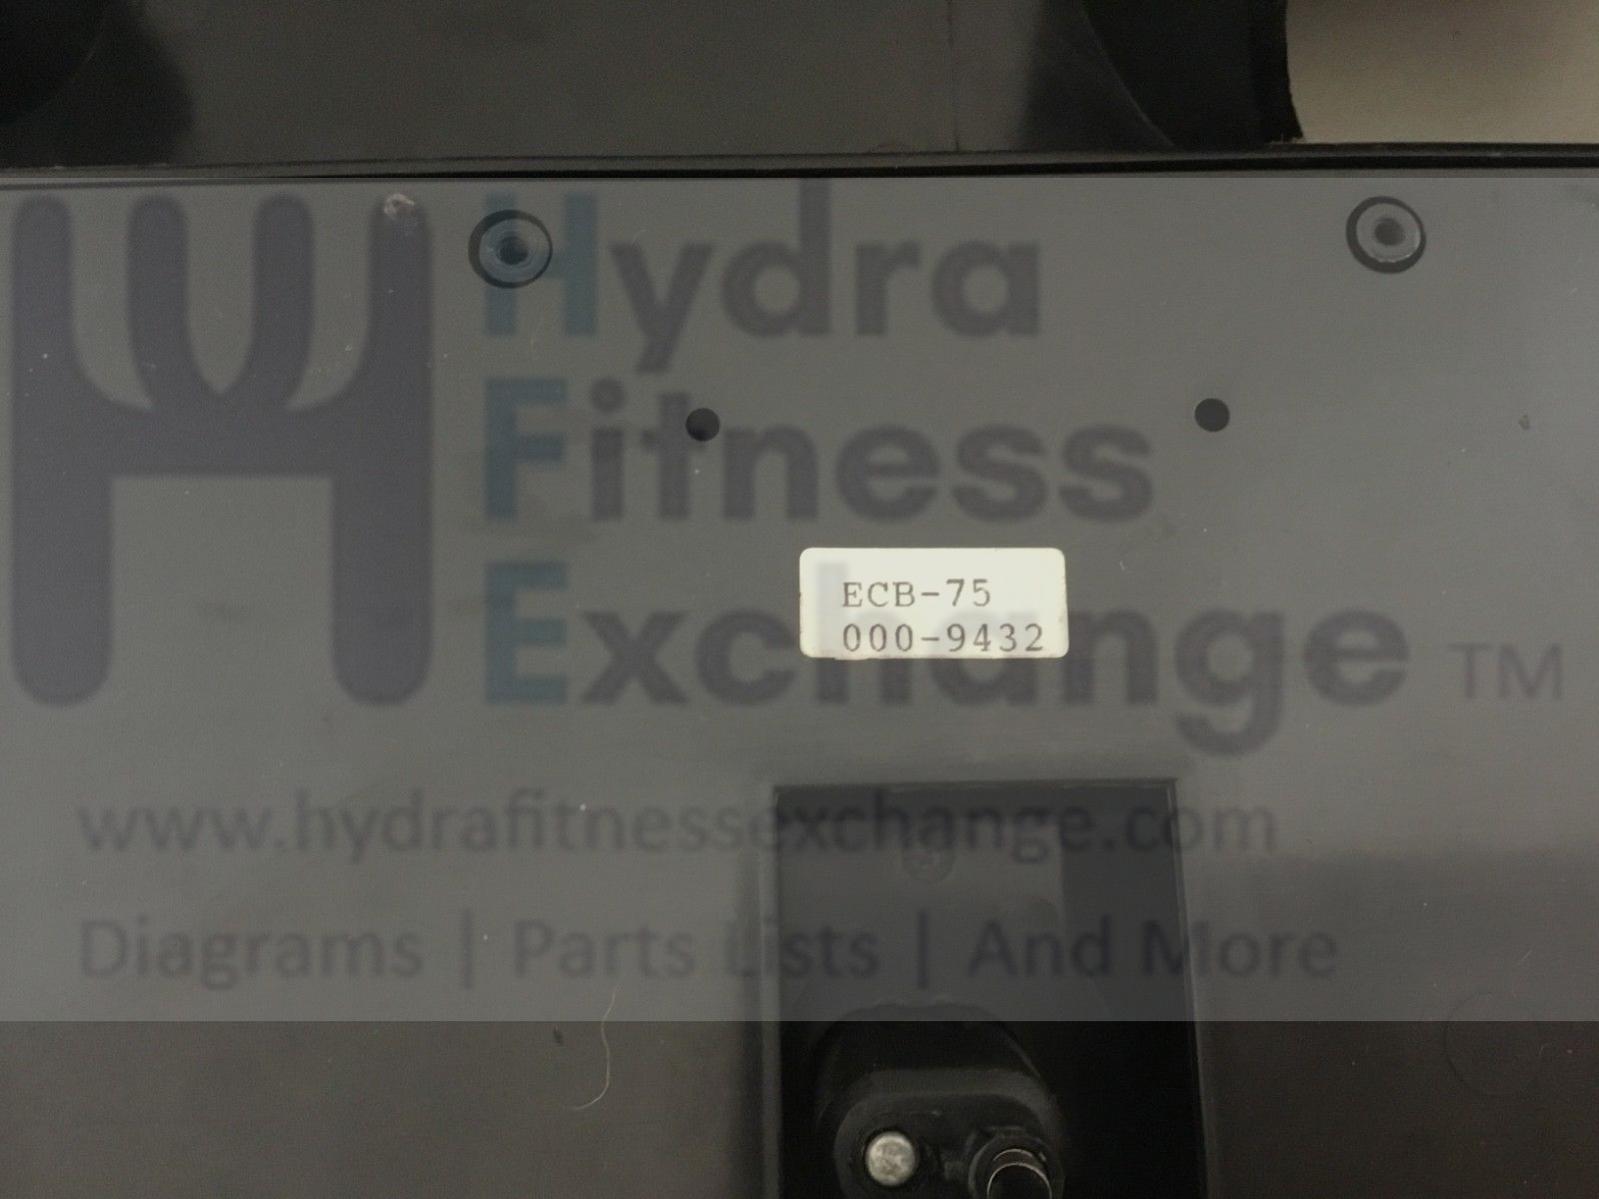 Hydra
Fitness
Exchange TM
ECB-75
000-9432
www.hydrafitnessexchange.com
Diagrams | Parts Lists | And More